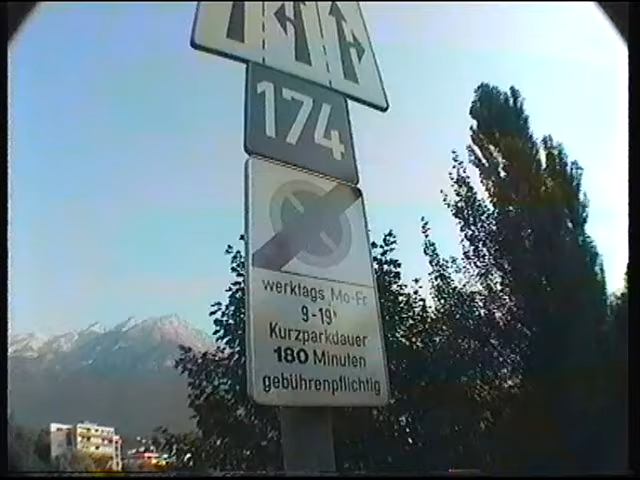 174
werktags Mo-Fr
9-19h
Kurzparkdauer
180 Minuten
gebührenpflichtig